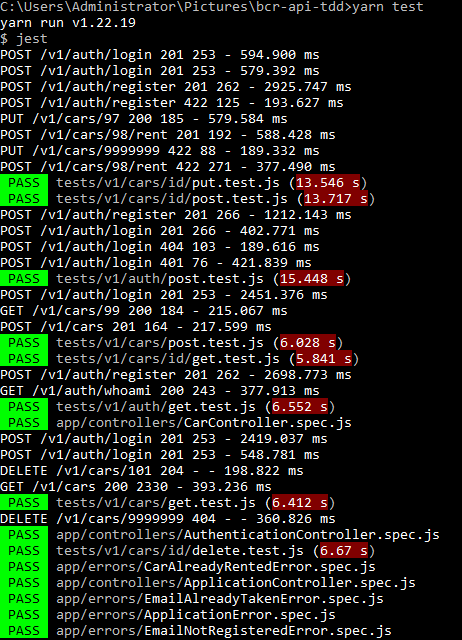 C:\Users\Administrator\Pictures\bcr-api-tdd>yarn test
yarn run v1.22.19
$ jest
POST /v1/auth/login 201 253 - 594.900 ms
POST /v1/auth/login 201 253 - 579.392 ms
POST /v1/auth/register 201 262 - 2925.747 ms
POST /v1/auth/register 422 125 - 193.627 ms
PUT /v1/cars/97 200 185 - 579.584 ms
POST /v1/cars/98/rent 201 192 - 588.428 ms
PUT /v1/cars/9999999 422 88 - 189.332 ms
POST /v1/cars/98/rent 422 271 - 377.490 ms
PASS tests/v1/cars/id/put.test.js (13.546 s)
PASS tests/v1/cars/id/post.test.js (13.717 s)
POST /v1/auth/register 201 266 - 1212.143 ms
POST /v1/auth/login 201 266 - 402.771 ms
POST /v1/auth/login 404 103 - 189.616 ms
POST /v1/auth/login 401 76 - 421.839 ms
PASS tests/v1/auth/post.test.js (15.448 s)
POST /v1/auth/login 201 253 - 2451.376 ms
GET /v1/cars/99 200 184 - 215.067 ms
POST /v1/cars 201 164 - 217.599 ms
PASS tests/v1/cars/post.test.js (6.028 s)
PASS tests/v1/cars/id/get.test.js (5.841 s)
POST /v1/auth/register 201 262 - 2698.773 ms
GET /v1/auth/whoami 200 243 - 377.913 ms
PASS tests/v1/auth/get.test.js (6.552 s)
PASS app/controllers/CarController.spec.js
POST /v1/auth/login 201 253 - 2419.037 ms
POST /v1/auth/login 201 253 - 548.781 ms
DELETE /v1/cars/101 204 - - 198.822 ms
GET /v1/cars 200 2330 - 393.236 ms
PASS tests/v1/cars/get.test.js (6.412 s)
DELETE /v1/cars/9999999 404 - - 360.826 ms
PASS app/controllers/AuthenticationController.spec.js
PASS tests/v1/cars/id/delete.test.js (6.67 s)
PASS app/errors/CarAlreadyRentedError.spec.js
PASS app/controllers/ApplicationController.spec.js
PASS app/errors/EmailAlreadyTakenError.spec.js
PASS app/errors/ApplicationError.spec.js
PASS app/errors/EmailNotRegisteredError.spec.js